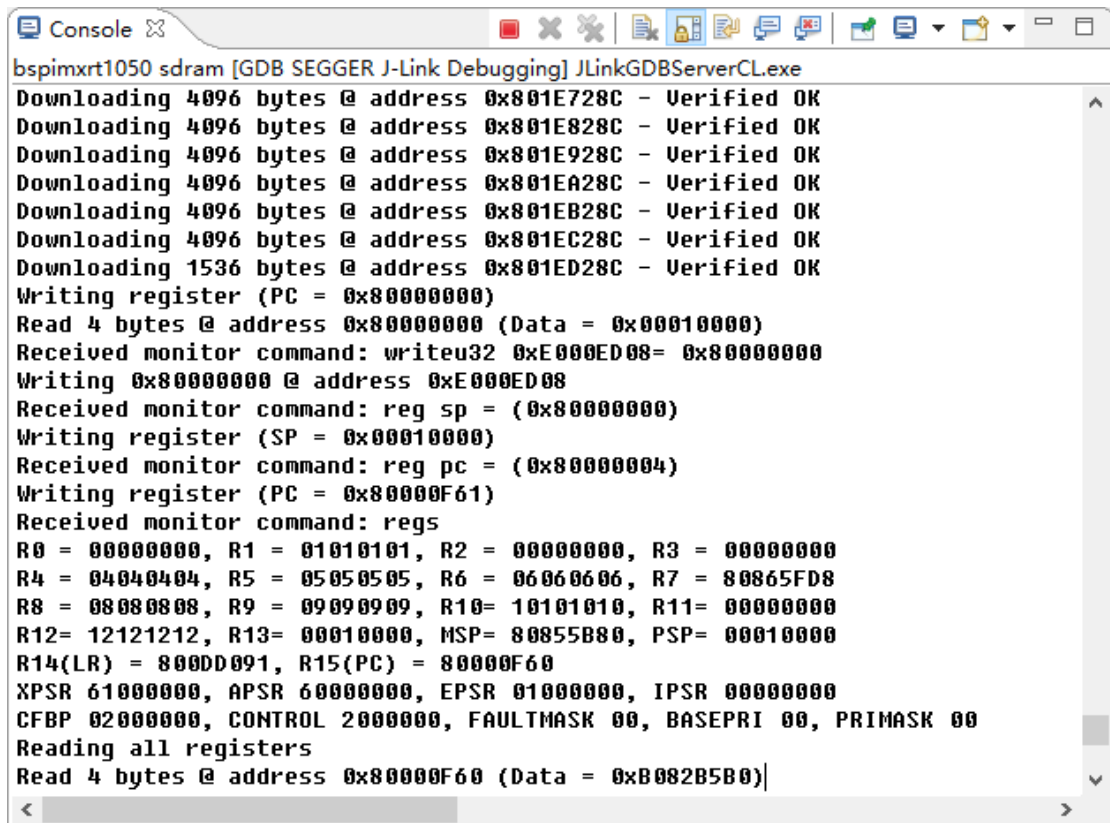 Console
bspimxrt1050 sdram [GDB SEGGER J-Link Debugging] JLinkGDBServerCL.exe
Downloading 4096 bytes @ address 0x801E728C - Verified OK
Downloading 4096 bytes @ address 0x801E828C - Verified OK
Downloading 4096 bytes @ address 0x801E928C - Verified OK
Downloading 4096 bytes @ address 0x801EA28C - Verified OK
Downloading 4096 bytes @ address 0x801EB28C - Verified OK
Downloading 4096 bytes @ address 0x801EC28C - Verified OK
Downloading 1536 bytes @ address 0x801ED28C - Verified OK
Writing register (PC = 0x80000000)
Read 4 bytes @ address 0x80000000 (Data = 0x00010000)
Received monitor command: writeu32 0xE000ED08= 0x80000000
Writing 0x80000000 @ address 0xE000ED08
Received monitor command: reg sp = (0x80000000)
Writing register (SP = 0x00010000)
Received monitor command: reg pc = (0x80000004)
Writing register (PC = 0x80000F61)
Received monitor command: regs
R0 = 00000000, R1 = 01010101, R2 = 00000000, R3 = 00000000
R4 = 04040404, R5 = 05050505, R6 = 06060606, R7 = 80865FD8
R8 = 08080808, R9 = 09090909, R10= 10101010, R11= 00000000
R12= 12121212, R13= 00010000, MSP= 80855B80, PSP= 00010000
R14(LR) = 800DD091, R15(PC) = 80000F60
XPSR 61000000, APSR 60000000, EPSR 01000000, IPSR 00000000
CFBP 02000000, CONTROL 2000000, FAULTMASK 00, BASEPRI 00, PRIMASK 00
Reading all registers
Read 4 bytes @ address 0x80000F60 (Data = 0xB082B5B0)